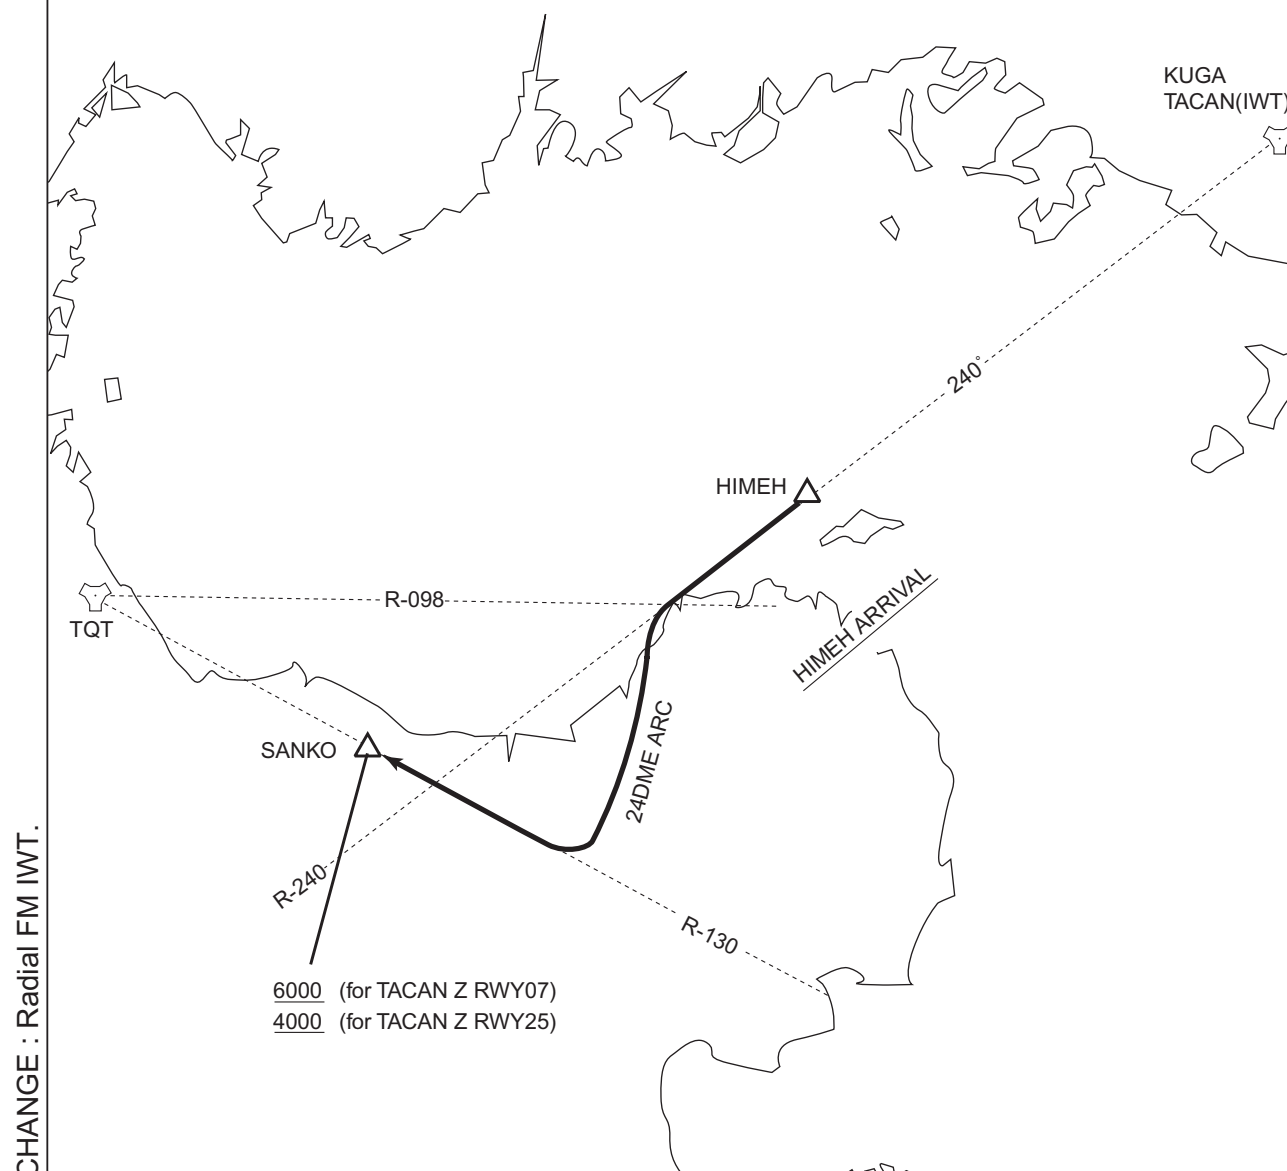 KUGA
TACAN(IWT)
240°
HIMEH
R-098
TQT
HIMEH ARRIVAL
SANKO
24DME ARC
R-240
R-130
6000 (for TACAN Z RWY07)
4000 (for TACAN Z RWY25)
CHANGE : Radial FM IWT.